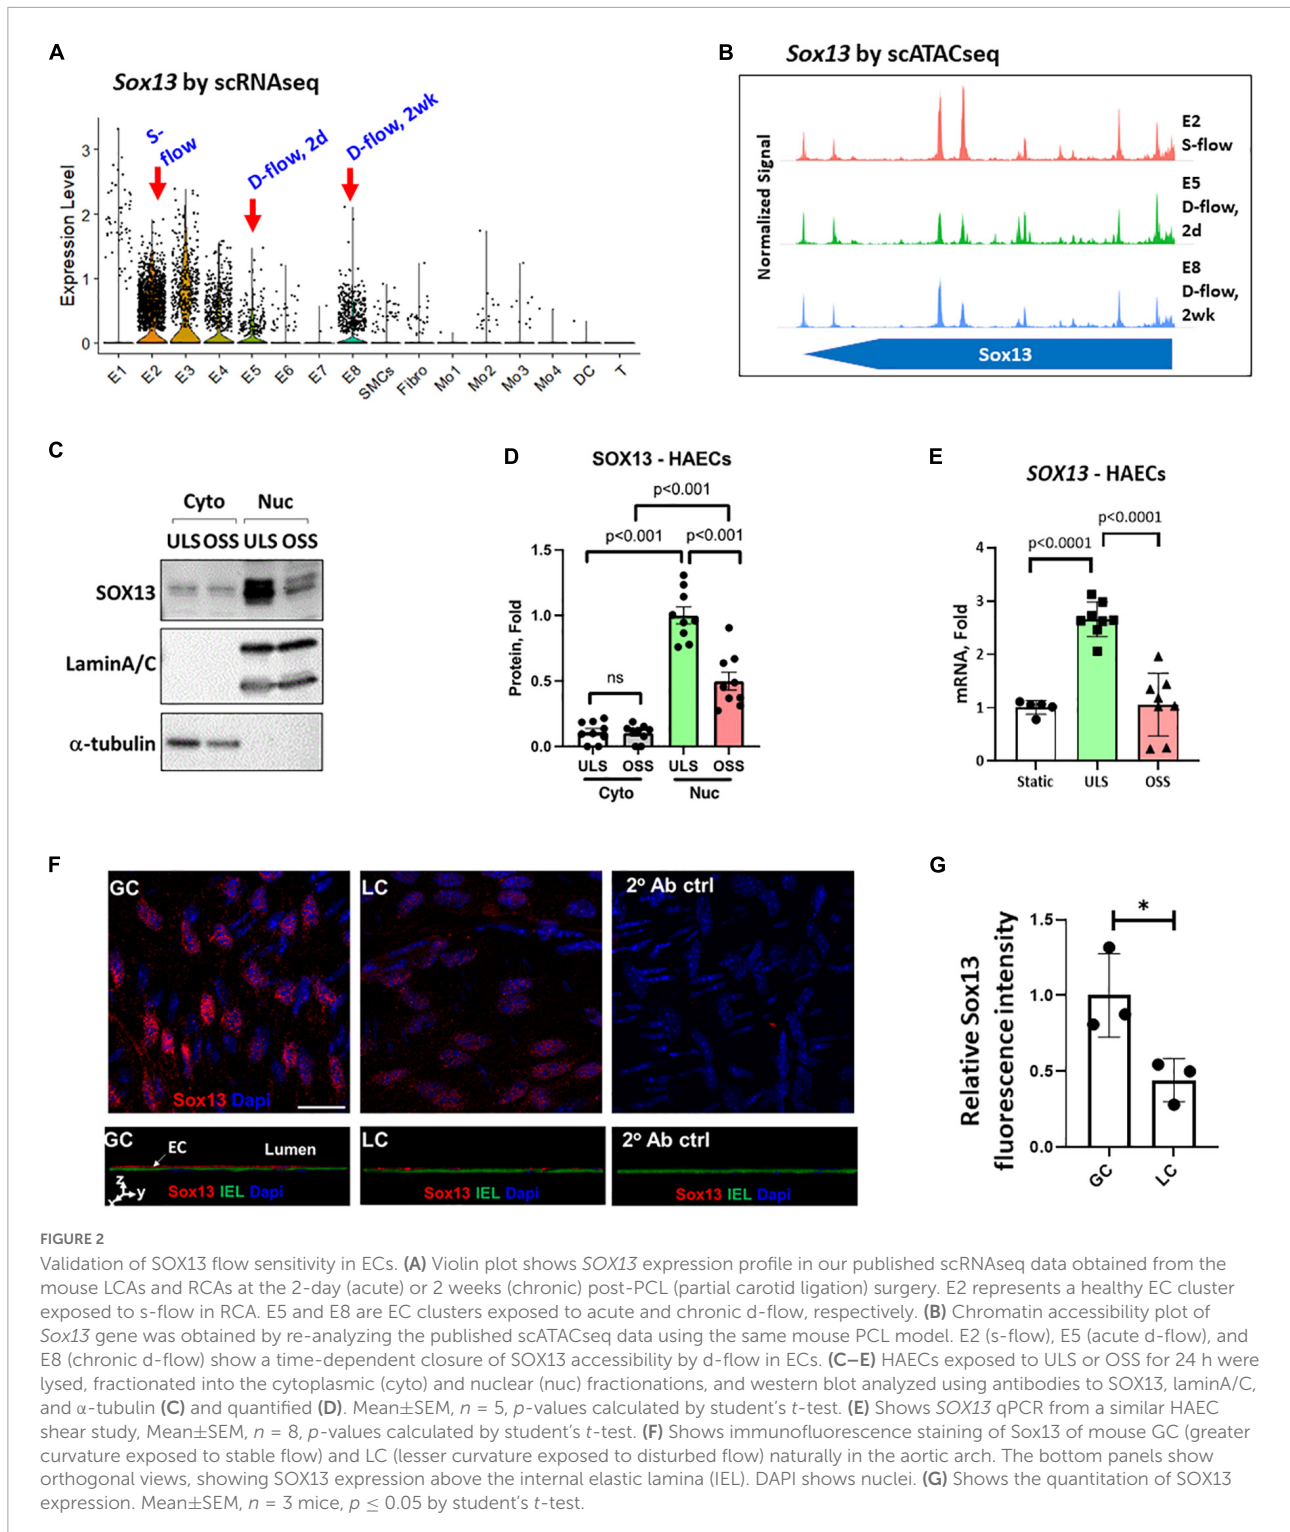 A
Sox13 by scRNAseq
S-
flow
D-flow, 2d
D-flow, 2wk
Expression Level
3
2
1
0
E1
E2
E3
E4
E5
E6
E7
E8
SMCs
Fibro
Mo1
Mo2
Mo3
Mo4
DC
T
B
Sox13 by scATACseq
Normalized Signal
E2
S-flow
E5
D-flow,
2d
E8
D-flow,
2wk
Sox13
C
Cyto Nuc
ULS OSS ULS OSS
SOX13
LaminA/C
α-tubulin
D
SOX13 - HAECs
p<0.001
p<0.001 p<0.001
ns
Protein, Fold
1.5
1.0
0.5
0.0
ULS OSS ULS OSS
Cyto Nuc
E
SOX13 - HAECs
p<0.0001
p<0.0001
mRNA, Fold
4
3
2
1
0
Static ULS OSS
F
GC
Sox13 Dapi
LC
2º Ab ctrl
GC
EC
Lumen
z
y
x
Sox13 IEL Dapi
LC
Sox13 IEL Dapi
2º Ab ctrl
Sox13 IEL Dapi
G
*
Relative Sox13
fluorescence intensity
1.5
1.0
0.5
0.0
GC
LC
FIGURE 2
Validation of SOX13 flow sensitivity in ECs. (A) Violin plot shows SOX13 expression profile in our published scRNAseq data obtained from the
mouse LCAs and RCAs at the 2-day (acute) or 2 weeks (chronic) post-PCL (partial carotid ligation) surgery. E2 represents a healthy EC cluster
exposed to s-flow in RCA. E5 and E8 are EC clusters exposed to acute and chronic d-flow, respectively. (B) Chromatin accessibility plot of
Sox13 gene was obtained by re-analyzing the published scATACseq data using the same mouse PCL model. E2 (s-flow), E5 (acute d-flow), and
E8 (chronic d-flow) show a time-dependent closure of SOX13 accessibility by d-flow in ECs. (C–E) HAECs exposed to ULS or OSS for 24 h were
lysed, fractionated into the cytoplasmic (cyto) and nuclear (nuc) fractionations, and western blot analyzed using antibodies to SOX13, laminA/C,
and α-tubulin (C) and quantified (D). Mean±SEM, n = 5, p-values calculated by student's t-test. (E) Shows SOX13 qPCR from a similar HAEC
shear study, Mean±SEM, n = 8, p-values calculated by student's t-test. (F) Shows immunofluorescence staining of Sox13 of mouse GC (greater
curvature exposed to stable flow) and LC (lesser curvature exposed to disturbed flow) naturally in the aortic arch. The bottom panels show
orthogonal views, showing SOX13 expression above the internal elastic lamina (IEL). DAPI shows nuclei. (G) Shows the quantitation of SOX13
expression. Mean±SEM, n = 3 mice, p ≤ 0.05 by student's t-test.